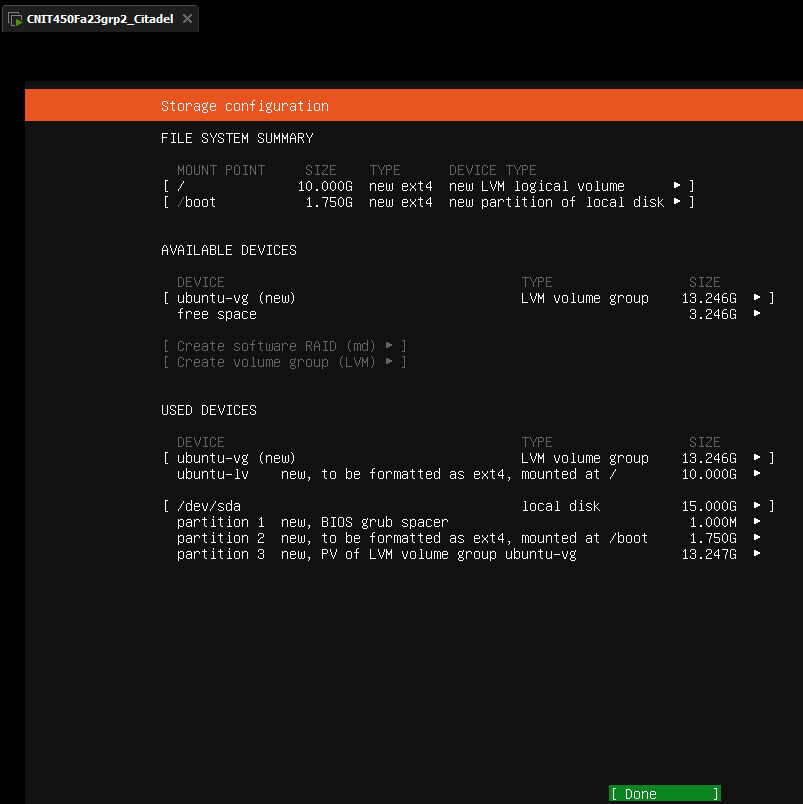 CNIT450Fa23grp2_Citadel
Storage configuration
FILE SYSTEM SUMMARY
MOUNT POINT SIZE TYPE DEVICE TYPE
[ / 10.000G new ext4 new LVM logical volume ▸ ]
[ /boot 1.750G new ext4 new partition of local disk ▸ ]
AVAILABLE DEVICES
DEVICE TYPE SIZE
[ ubuntu-vg (new) LVM volume group 13.246G ▸ ]
free space 3.246G ▸
[ Create software RAID (md) ▸ ]
[ Create volume group (LVM) ▸ ]
USED DEVICES
DEVICE TYPE SIZE
[ ubuntu-vg (new) LVM volume group 13.246G ▸ ]
ubuntu-lv new, to be formatted as ext4, mounted at / 10.000G ▸
[ /dev/sda local disk 15.000G ▸ ]
partition 1 new, BIOS grub spacer 1.000M ▸
partition 2 new, to be formatted as ext4, mounted at /boot 1.750G ▸
partition 3 new, PV of LVM volume group ubuntu-vg 13.247G ▸
[ Done ]